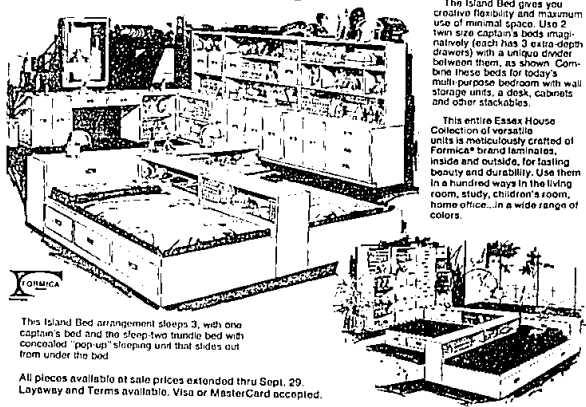 The Island Bed gives you
creative flexibility and maximum
use of minimal space. Use 2
twin size captain's beds imagi-
natively (each has 3 extra-depth
drawers) with a unique divider
between them, as shown. Com-
bine these beds for today's
multi-purpose bedroom with wall
storage units, a desk, cabinets
and other stackables.
This entire Essex House
Collection of versatile
units is meticulously crafted of
Formica® brand laminates,
inside and outside, for lasting
beauty and durability. Use them
in a hundred ways in the living
room, study, children's room,
home office...in a wide range of
colors.
FORMICA
This Island Bed arrangement sleeps 3, with one
captain's bed and the sleep-two trundle bed with
concealed "pop-up" sleeping unit that slides out
from under the bed
All pieces available at sale prices extended thru Sept. 29.
Layaway and Terms available. Visa or MasterCard accepted.